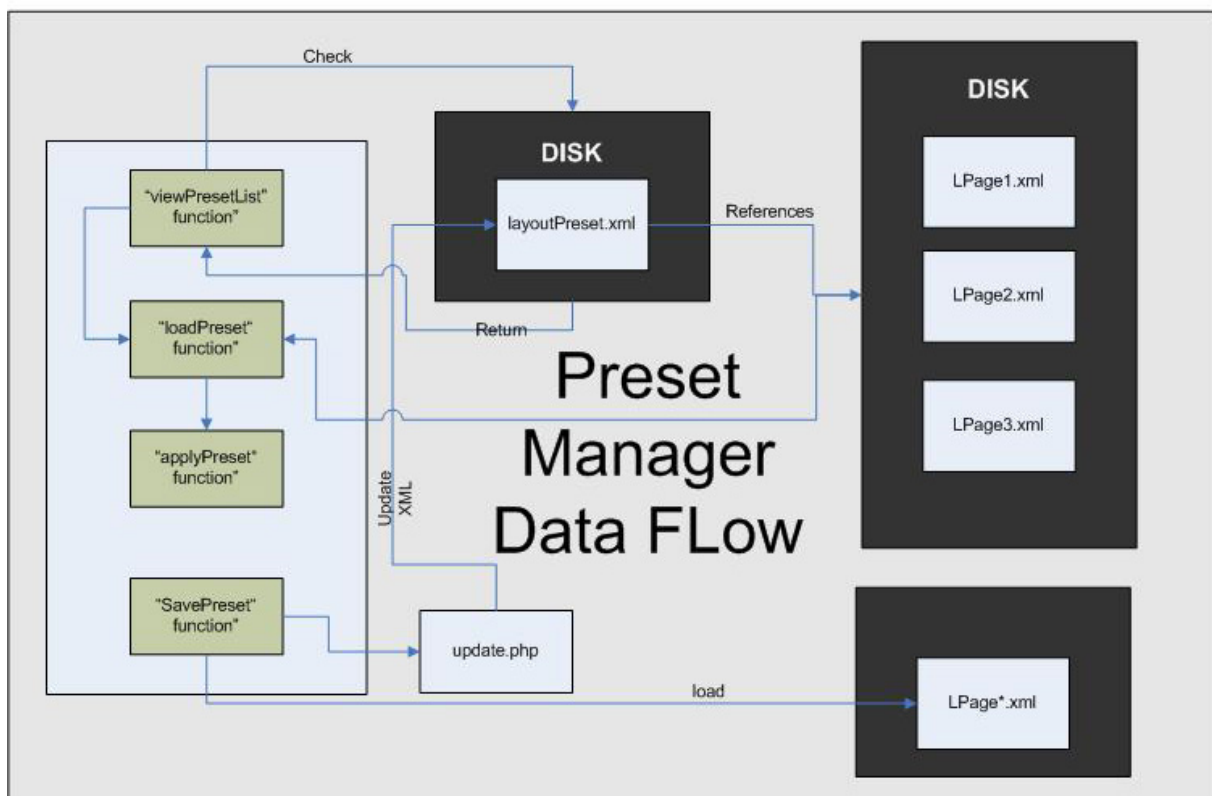 Check
DISK
"viewPresetList"
function"
layoutPreset.xml
References
DISK
LPage1.xml
LPage2.xml
LPage3.xml
Return
"loadPreset"
function"
"applyPreset"
function"
Preset
Manager
Data FLow
Update
XML
"SavePreset"
function"
update.php
load
LPage*.xml